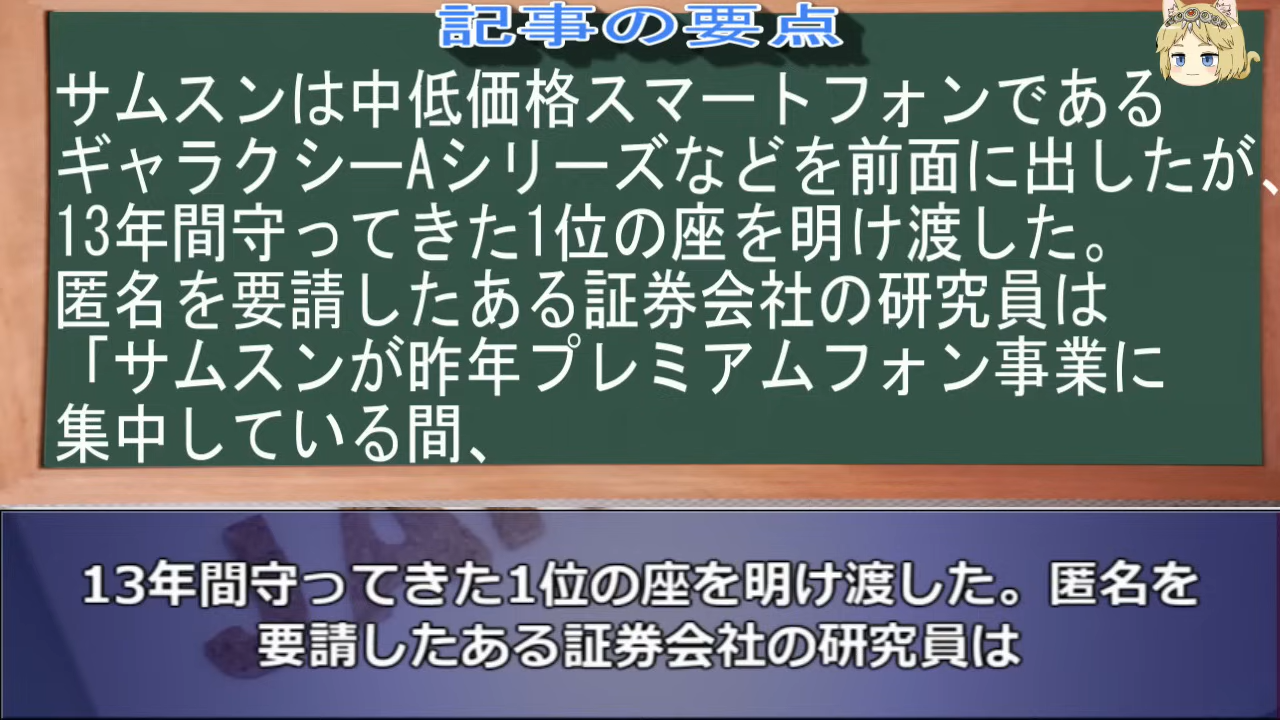 記事の要点
サムスンは中低価格スマートフォンである
ギャラクシーAシリーズなどを前面に出したが、
13年間守ってきた1位の座を明け渡した。
匿名を要請したある証券会社の研究員は
「サムスンが昨年プレミアムフォン事業に
集中している間、
13年間守ってきた1位の座を明け渡した。匿名を
要請したある証券会社の研究員は